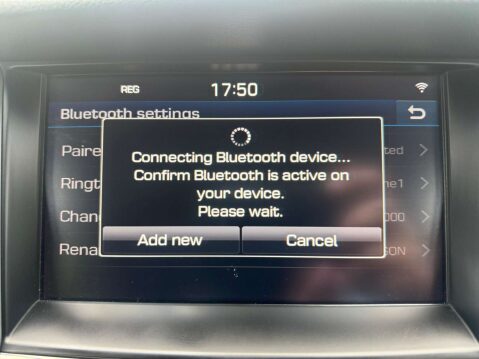 REG 17:50
Bluetooth settings
Connecting Bluetooth device...
Confirm Bluetooth is active on
your device.
Please wait.
Add new Cancel